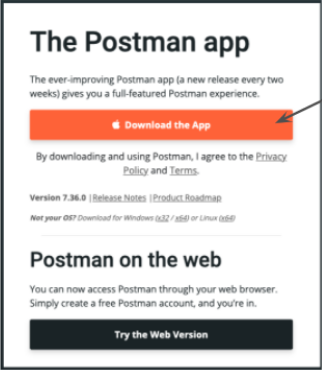 The Postman app
The ever-improving Postman app (a new release every two
weeks) gives you a full-featured Postman experience.
Download the App
By downloading and using Postman, I agree to the Privacy
Policy and Terms.
Version 7.36.0 | Release Notes | Product Roadmap
Not your OS? Download for Windows (x32 / x64) or Linux (x64)
Postman on the web
You can now access Postman through your web browser.
Simply create a free Postman account, and you're in.
Try the Web Version